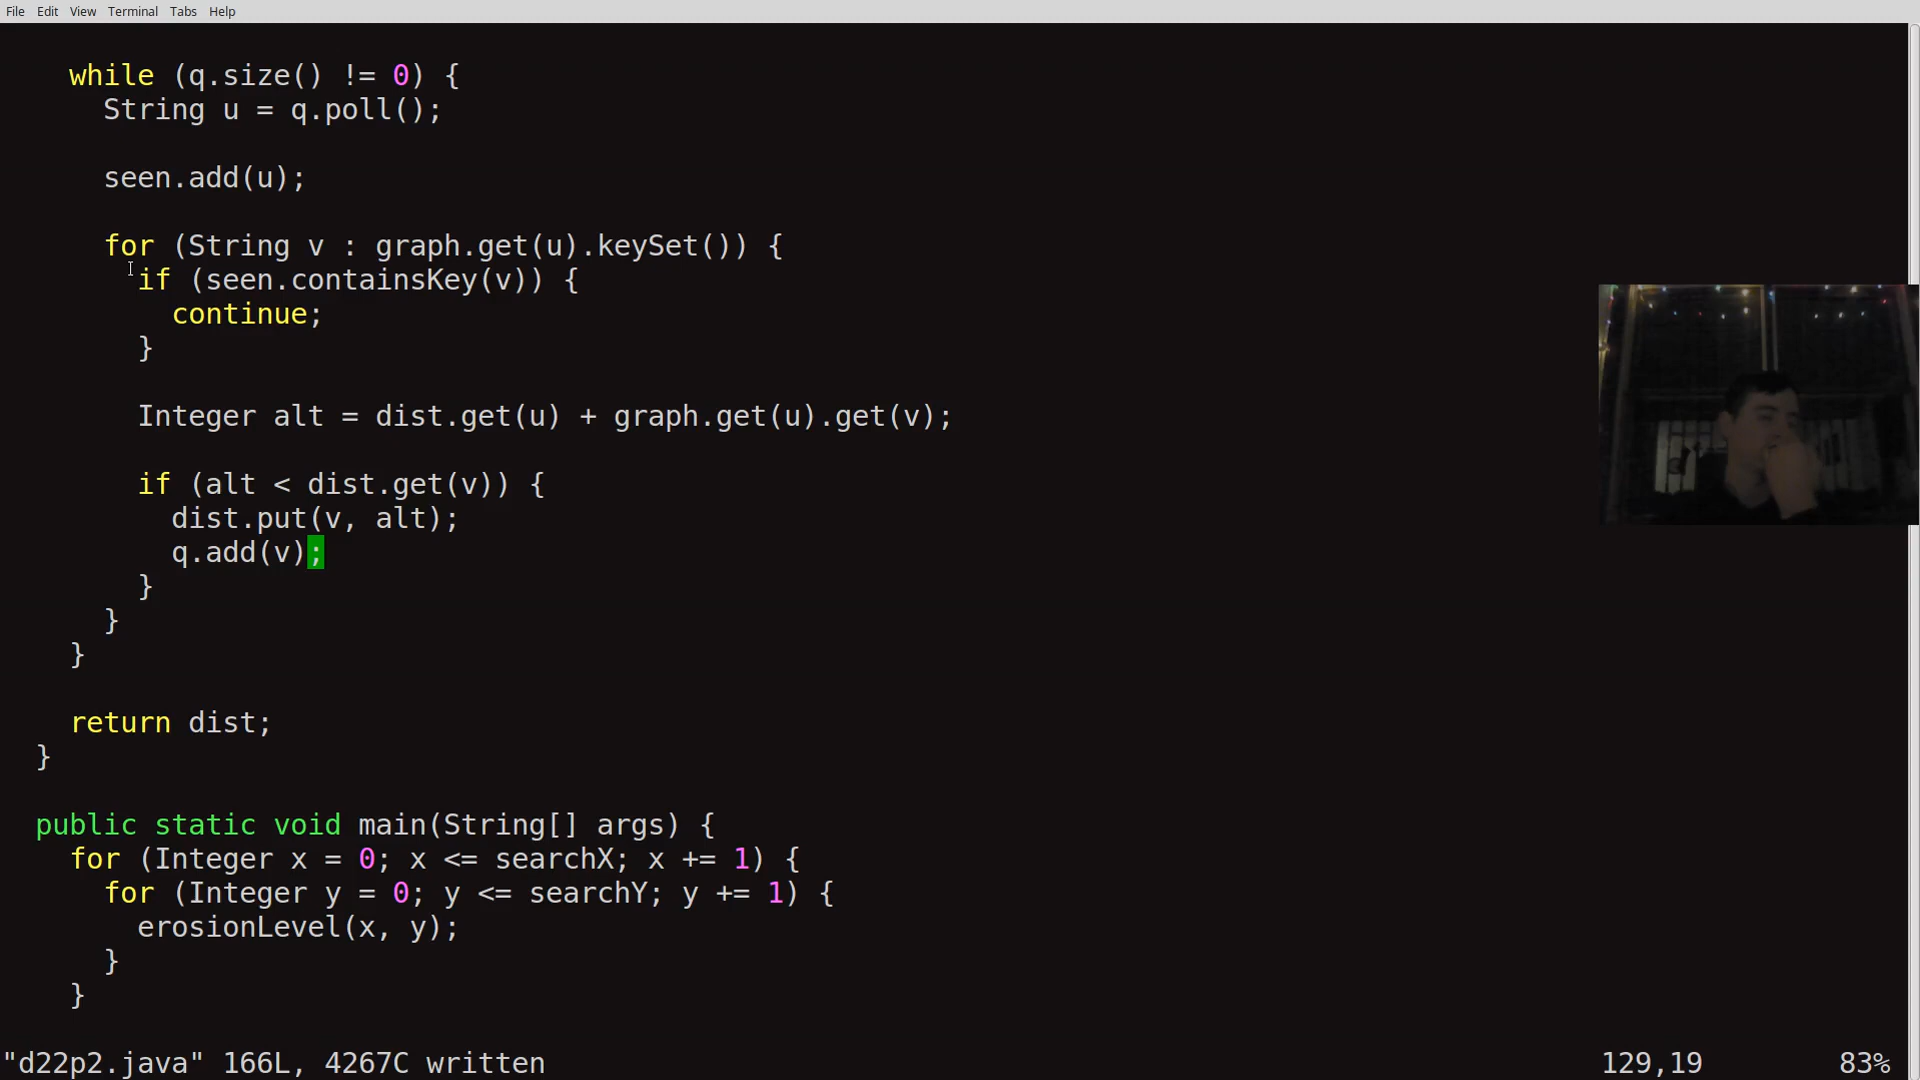 File Edit View Terminal Tabs Help
while (q.size() != 0) {
String u = q.poll();
seen.add(u);
for (String v : graph.get(u).keySet()) {
if (seen.containsKey(v)) {
continue;
}
Integer alt = dist.get(u) + graph.get(u).get(v);
if (alt < dist.get(v)) {
dist.put(v, alt);
q.add(v);
}
}
}
return dist;
}
public static void main(String[] args) {
for (Integer x = 0; x <= searchX; x += 1) {
for (Integer y = 0; y <= searchY; y += 1) {
erosionLevel(x, y);
}
}
"d22p2.java" 166L, 4267C written 129,19 83%